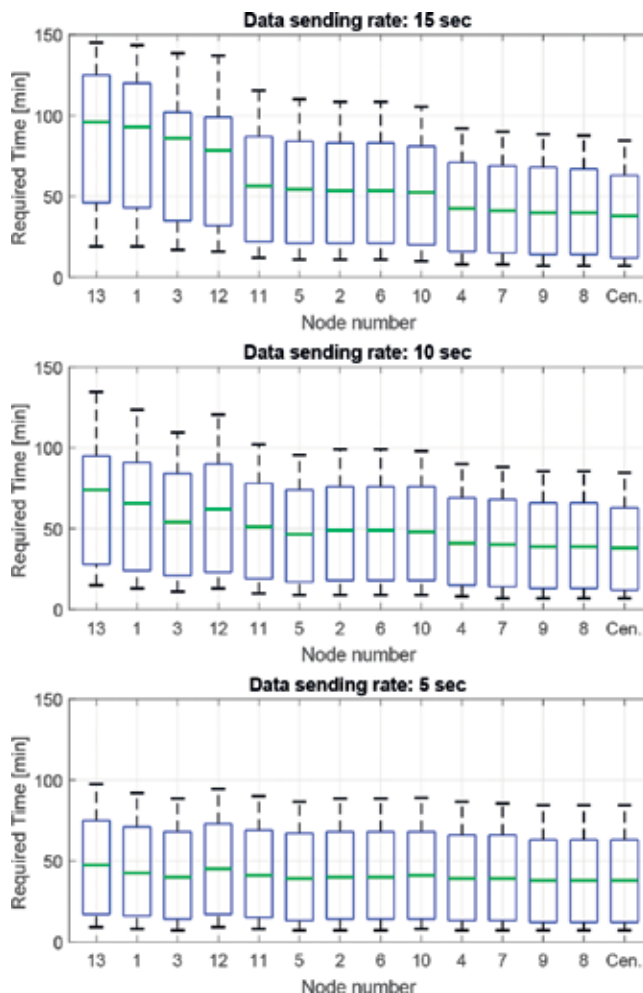 Data sending rate: 15 sec
Required Time [min]
150
100
50
0
13 1 3 12 11 5 2 6 10 4 7 9 8 Cen.
Node number
Data sending rate: 10 sec
Required Time [min]
150
100
50
0
13 1 3 12 11 5 2 6 10 4 7 9 8 Cen.
Node number
Data sending rate: 5 sec
Required Time [min]
150
100
50
0
13 1 3 12 11 5 2 6 10 4 7 9 8 Cen.
Node number